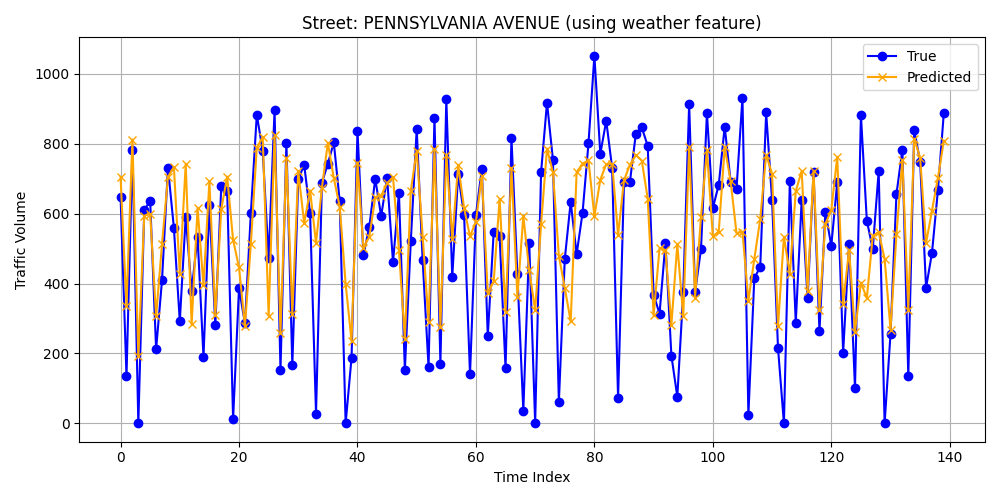 Street: PENNSYLVANIA AVENUE (using weather feature)
True
Predicted
Traffic Volume
1000
800
600
400
200
0
0 20 40 60 80 100 120 140
Time Index